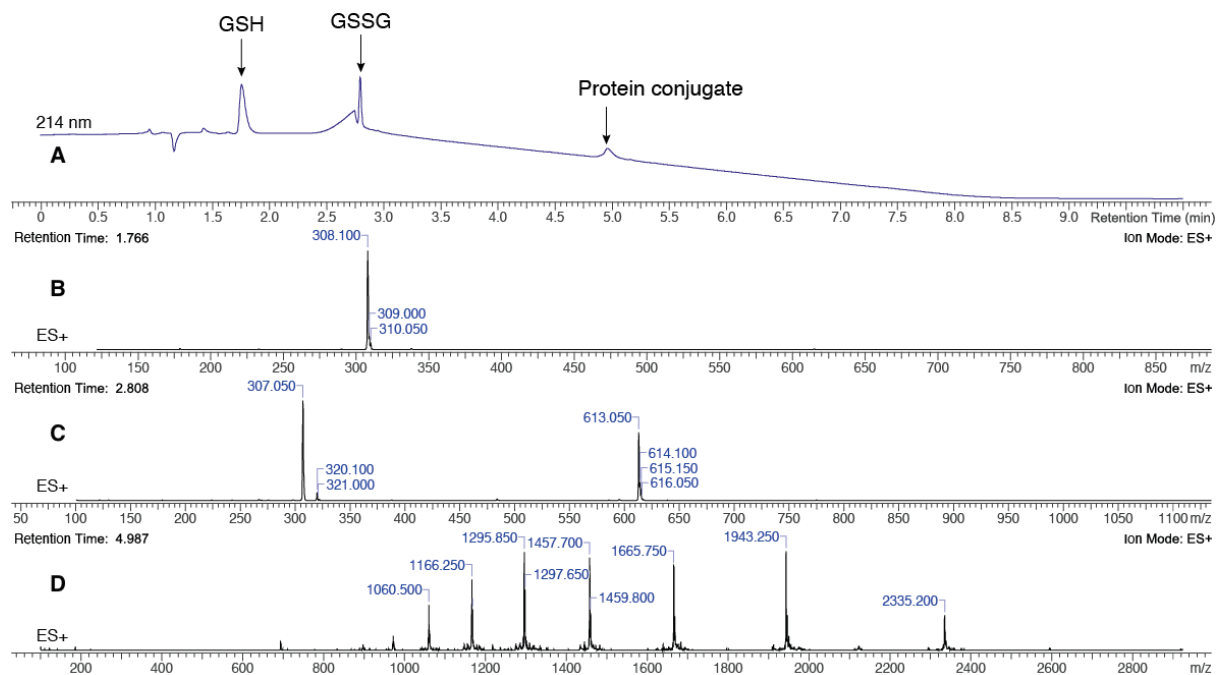 GSH
GSSG
Protein conjugate
214 nm
A
0 0.5 1.0 1.5 2.0 2.5 3.0 3.5 4.0 4.5 5.0 5.5 6.0 6.5 7.0 7.5 8.0 8.5 9.0 Retention Time (min)
Retention Time: 1.766 Ion Mode: ES+
308.100
B
309.000
310.050
ES+
100 150 200 250 300 350 400 450 500 550 600 650 700 750 800 850 m/z
Retention Time: 2.808 Ion Mode: ES+
307.050
613.050
C
614.100
320.100
615.150
321.000
616.050
ES+
50 100 150 200 250 300 350 400 450 500 550 600 650 700 750 800 850 900 950 1000 1100 m/z
Retention Time: 4.987 Ion Mode: ES+
1295.850
1457.700
1665.750
1943.250
1166.250
D
1297.650
1060.500
1459.800
2335.200
ES+
200 400 600 800 1000 1200 1400 1600 1800 2000 2200 2400 2600 2800 m/z